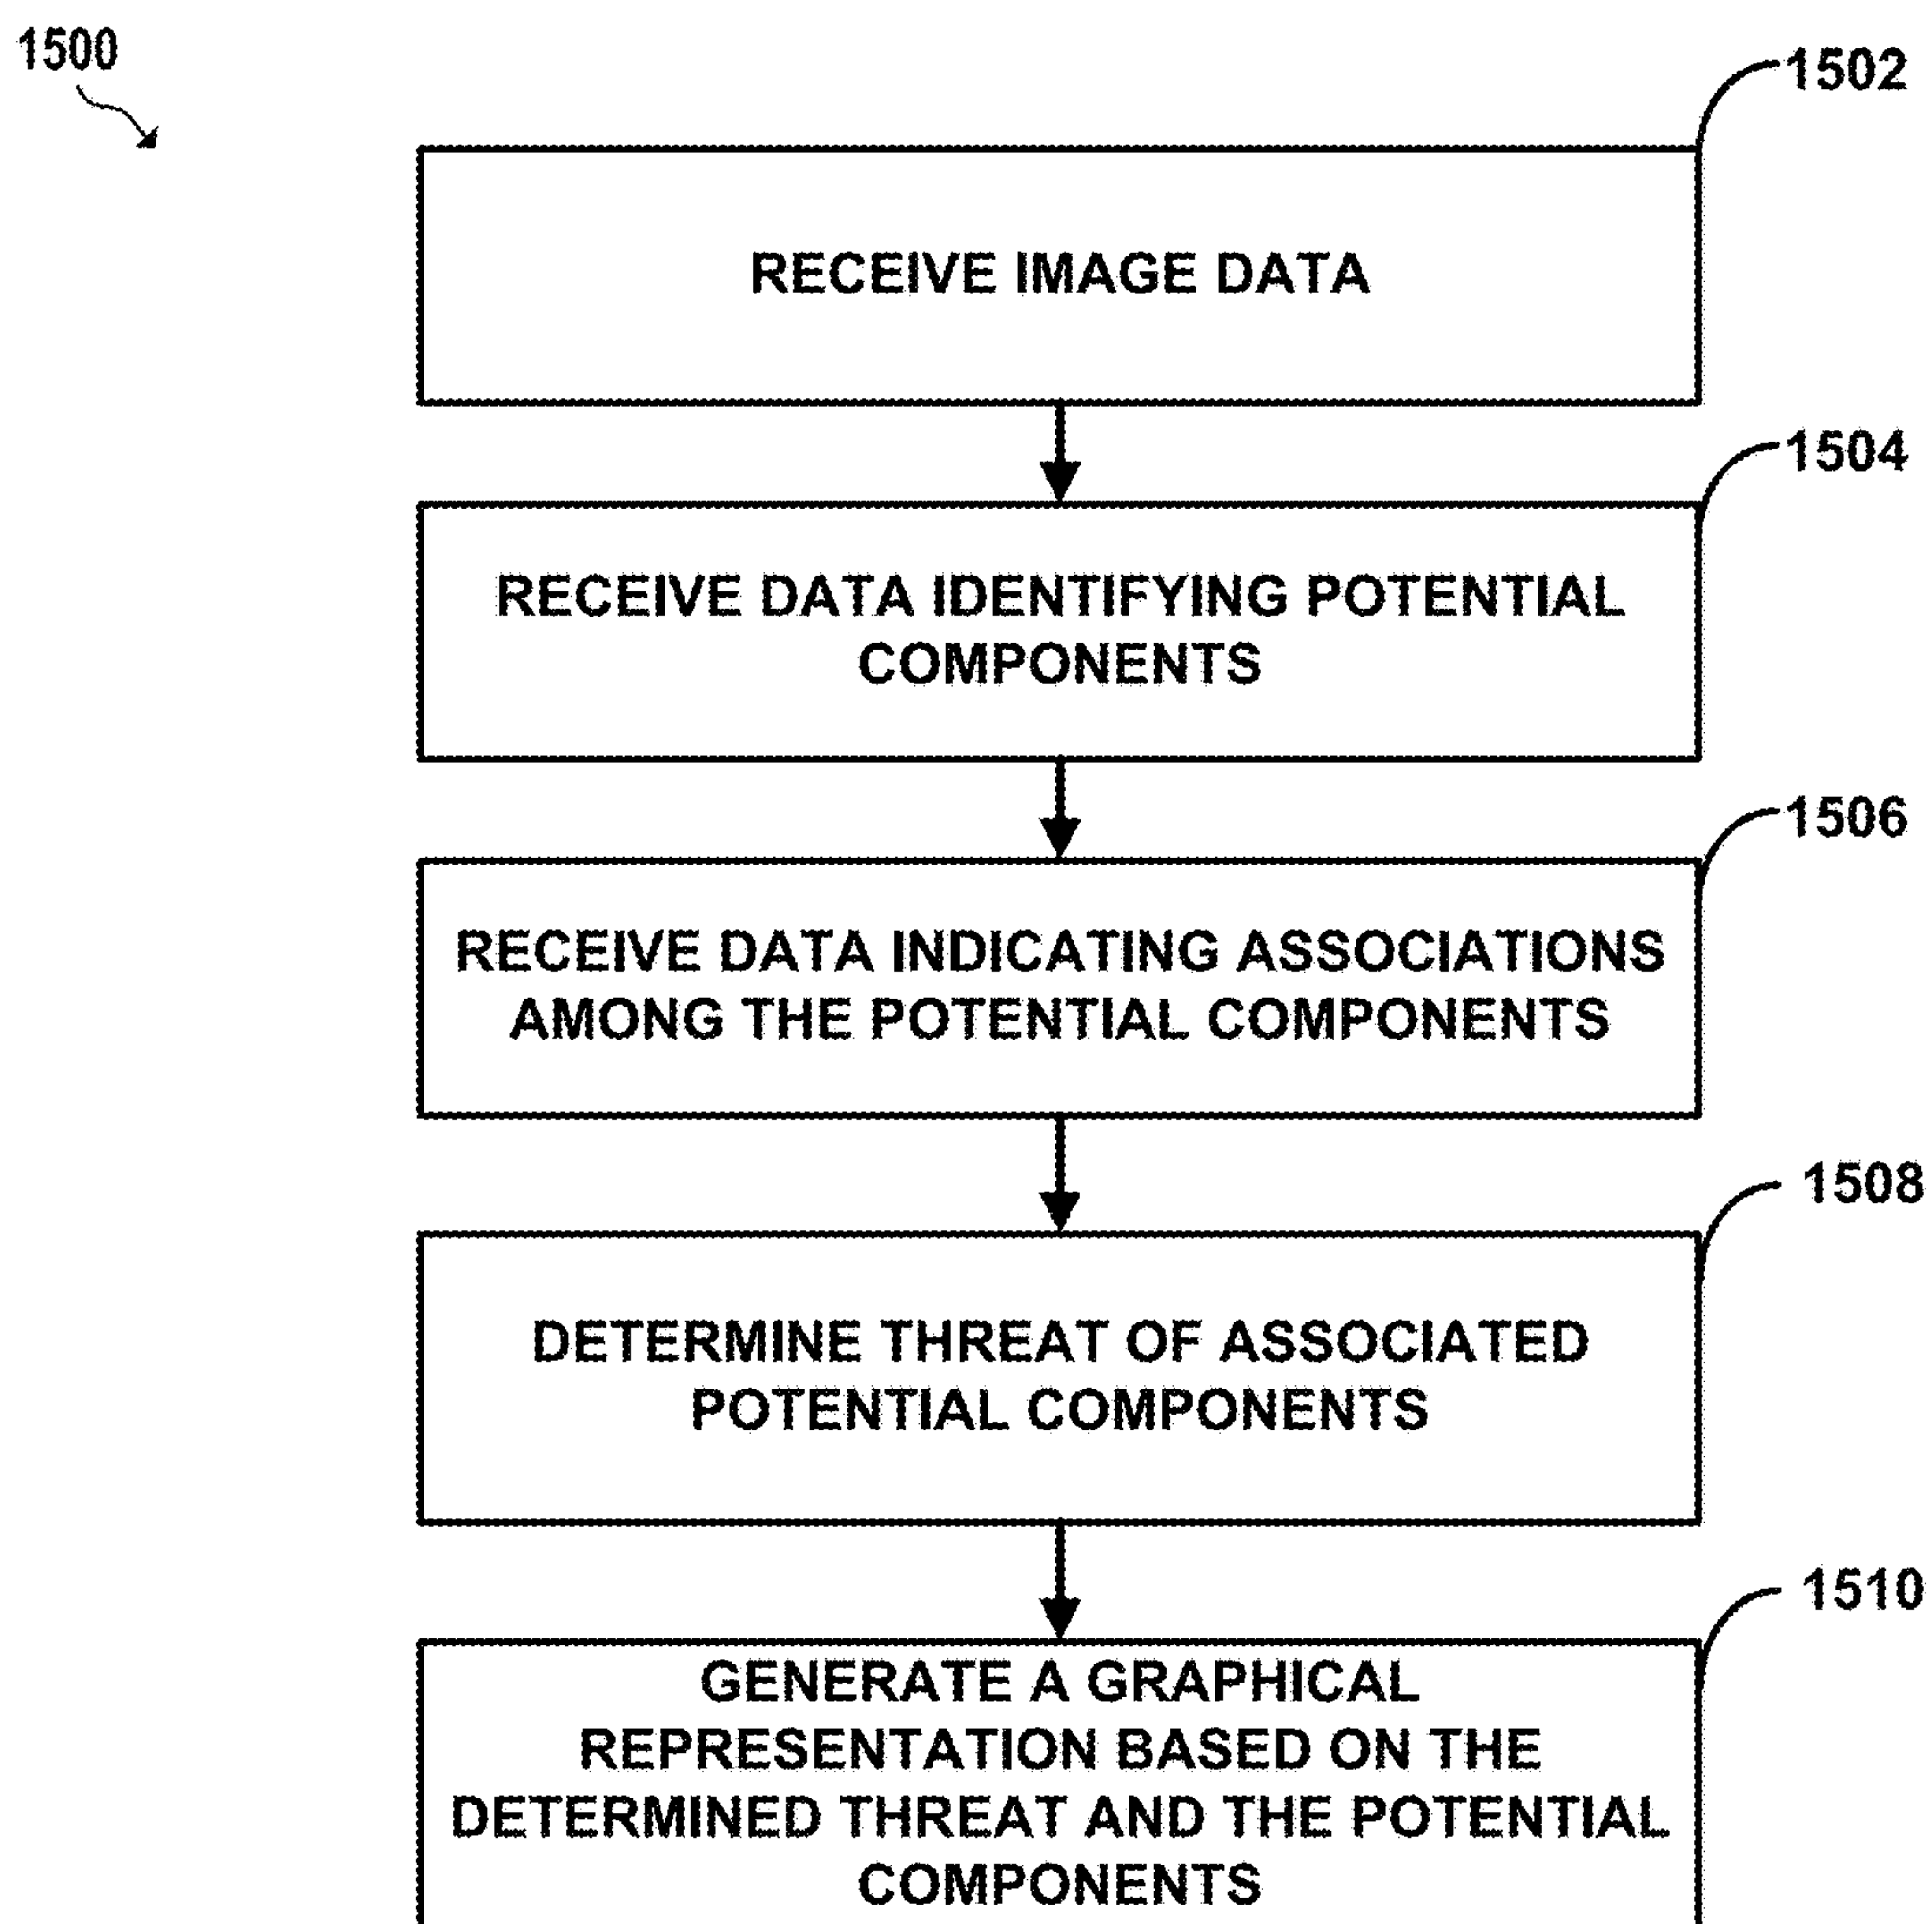 1500
1502
RECEIVE IMAGE DATA
1504
RECEIVE DATA IDENTIFYING POTENTIAL
COMPONENTS
1506
RECEIVE DATA INDICATING ASSOCIATIONS
AMONG THE POTENTIAL COMPONENTS
1508
DETERMINE THREAT OF ASSOCIATED
POTENTIAL COMPONENTS
1510
GENERATE A GRAPHICAL
REPRESENTATION BASED ON THE
DETERMINED THREAT AND THE POTENTIAL
COMPONENTS